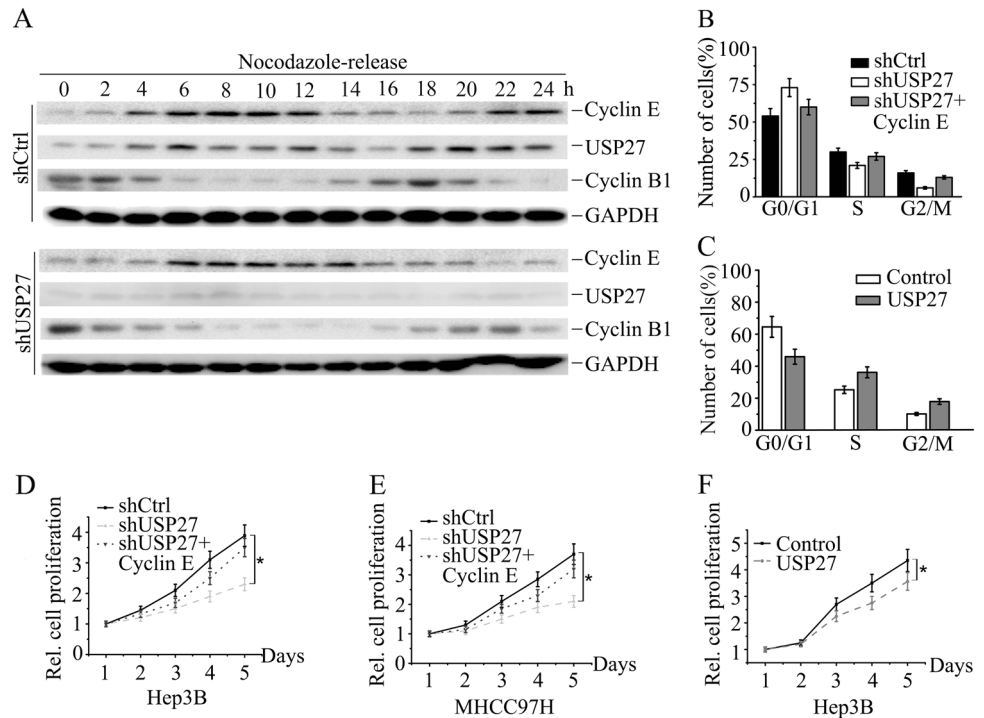 A
Nocodazole-release
0 2 4 6 8 10 12 14 16 18 20 22 24 h
shCtrl
Cyclin E
USP27
Cyclin B1
GAPDH
shUSP27
Cyclin E
USP27
Cyclin B1
GAPDH
B
Number of cells(%)
100
75
50
25
0
shCtrl
shUSP27
shUSP27+
Cyclin E
G0/G1 S G2/M
C
Number of cells(%)
100
80
60
40
20
0
Control
USP27
G0/G1 S G2/M
D
Rel. cell proliferation
shCtrl
shUSP27
shUSP27+
Cyclin E
4
3
2
1
0
*
1 2 3 4 5 Days
Hep3B
E
Rel. cell proliferation
shCtrl
shUSP27
shUSP27+
Cyclin E
4
3
2
1
0
*
1 2 3 4 5 Days
MHCC97H
F
Rel. cell proliferation
Control
USP27
5
4
3
2
1
*
1 2 3 4 5 Days
Hep3B